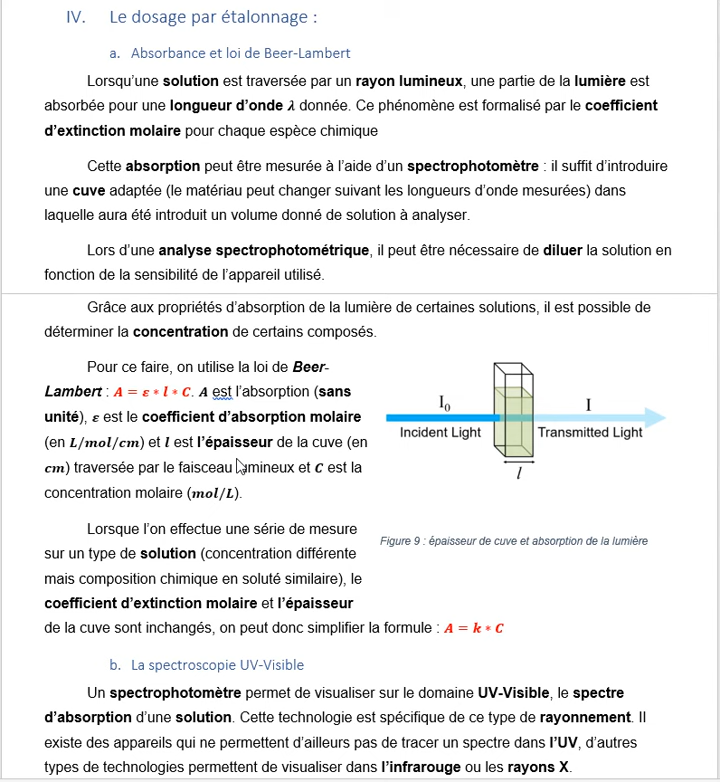 IV. Le dosage par étalonnage :
a. Absorbance et loi de Beer-Lambert
Lorsqu'une solution est traversée par un rayon lumineux, une partie de la lumière est
absorbée pour une longueur d'onde λ donnée. Ce phénomène est formalisé par le coefficient
d'extinction molaire pour chaque espèce chimique
Cette absorption peut être mesurée à l'aide d'un spectrophotomètre : il suffit d'introduire
une cuve adaptée (le matériau peut changer suivant les longueurs d'onde mesurées) dans
laquelle aura été introduit un volume donné de solution à analyser.
Lors d'une analyse spectrophotométrique, il peut être nécessaire de diluer la solution en
fonction de la sensibilité de l'appareil utilisé.
Grâce aux propriétés d'absorption de la lumière de certaines solutions, il est possible de
déterminer la concentration de certains composés.
Pour ce faire, on utilise la loi de Beer-
Lambert : A = ε * l * C. A est l'absorption (sans
unité), ε est le coefficient d'absorption molaire
(en L/mol/cm) et l est l'épaisseur de la cuve (en
cm) traversée par le faisceau lumineux et C est la
concentration molaire (mol/L).
I₀
I
Incident Light
Transmitted Light
l
Figure 9 : épaisseur de cuve et absorption de la lumière
Lorsque l'on effectue une série de mesure
sur un type de solution (concentration différente
mais composition chimique en soluté similaire), le
coefficient d'extinction molaire et l'épaisseur
de la cuve sont inchangés, on peut donc simplifier la formule : A = k * C
b. La spectroscopie UV-Visible
Un spectrophotomètre permet de visualiser sur le domaine UV-Visible, le spectre
d'absorption d'une solution. Cette technologie est spécifique de ce type de rayonnement. Il
existe des appareils qui ne permettent d'ailleurs pas de tracer un spectre dans l'UV, d'autres
types de technologies permettent de visualiser dans l'infrarouge ou les rayons X.